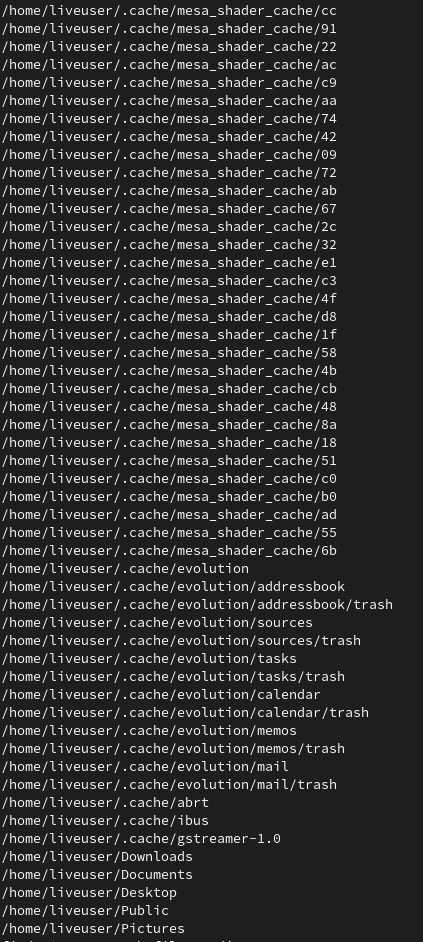 /home/liveuser/.cache/mesa_shader_cache/cc
/home/liveuser/.cache/mesa_shader_cache/91
/home/liveuser/.cache/mesa_shader_cache/22
/home/liveuser/.cache/mesa_shader_cache/ac
/home/liveuser/.cache/mesa_shader_cache/c9
/home/liveuser/.cache/mesa_shader_cache/aa
/home/liveuser/.cache/mesa_shader_cache/74
/home/liveuser/.cache/mesa_shader_cache/42
/home/liveuser/.cache/mesa_shader_cache/09
/home/liveuser/.cache/mesa_shader_cache/72
/home/liveuser/.cache/mesa_shader_cache/ab
/home/liveuser/.cache/mesa_shader_cache/67
/home/liveuser/.cache/mesa_shader_cache/2c
/home/liveuser/.cache/mesa_shader_cache/32
/home/liveuser/.cache/mesa_shader_cache/e1
/home/liveuser/.cache/mesa_shader_cache/c3
/home/liveuser/.cache/mesa_shader_cache/4f
/home/liveuser/.cache/mesa_shader_cache/d8
/home/liveuser/.cache/mesa_shader_cache/1f
/home/liveuser/.cache/mesa_shader_cache/58
/home/liveuser/.cache/mesa_shader_cache/4b
/home/liveuser/.cache/mesa_shader_cache/cb
/home/liveuser/.cache/mesa_shader_cache/48
/home/liveuser/.cache/mesa_shader_cache/8a
/home/liveuser/.cache/mesa_shader_cache/18
/home/liveuser/.cache/mesa_shader_cache/51
/home/liveuser/.cache/mesa_shader_cache/c0
/home/liveuser/.cache/mesa_shader_cache/b0
/home/liveuser/.cache/mesa_shader_cache/ad
/home/liveuser/.cache/mesa_shader_cache/55
/home/liveuser/.cache/mesa_shader_cache/6b
/home/liveuser/.cache/evolution
/home/liveuser/.cache/evolution/addressbook
/home/liveuser/.cache/evolution/addressbook/trash
/home/liveuser/.cache/evolution/sources
/home/liveuser/.cache/evolution/sources/trash
/home/liveuser/.cache/evolution/tasks
/home/liveuser/.cache/evolution/tasks/trash
/home/liveuser/.cache/evolution/calendar
/home/liveuser/.cache/evolution/calendar/trash
/home/liveuser/.cache/evolution/memos
/home/liveuser/.cache/evolution/memos/trash
/home/liveuser/.cache/evolution/mail
/home/liveuser/.cache/evolution/mail/trash
/home/liveuser/.cache/abrt
/home/liveuser/.cache/ibus
/home/liveuser/.cache/gstreamer-1.0
/home/liveuser/Downloads
/home/liveuser/Documents
/home/liveuser/Desktop
/home/liveuser/Public
/home/liveuser/Pictures